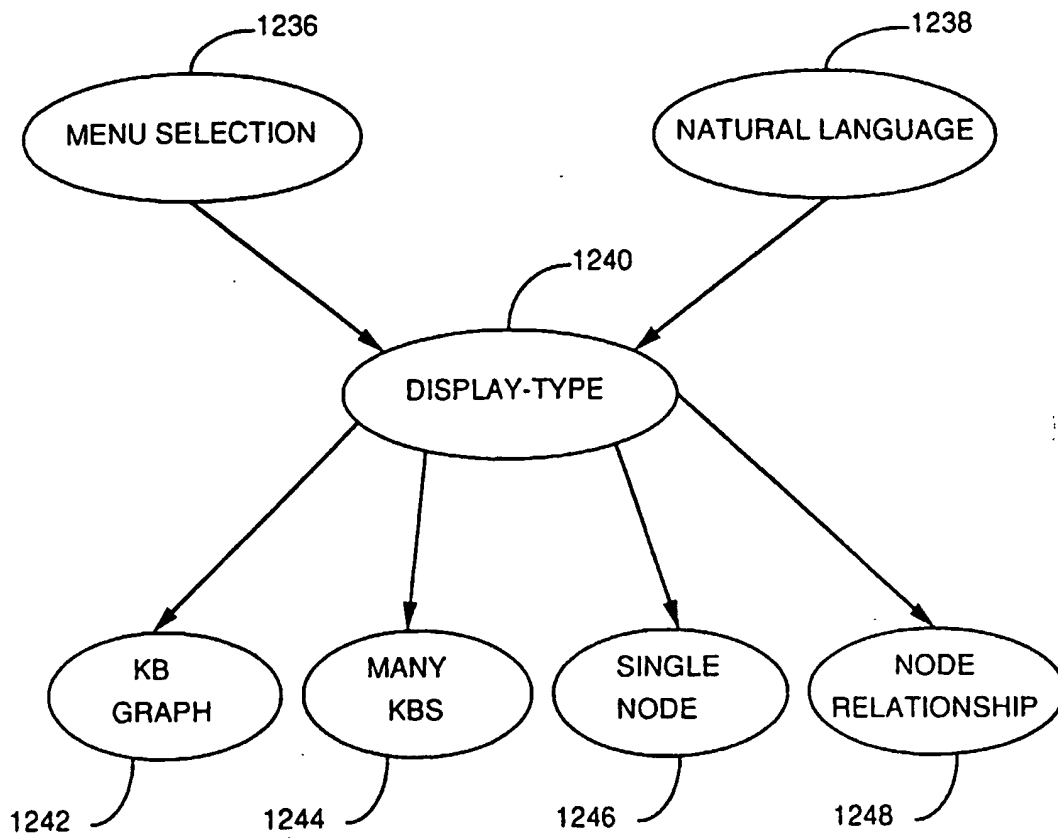 1236
1238
MENU SELECTION
NATURAL LANGUAGE
1240
DISPLAY-TYPE
KB
GRAPH
MANY
KBS
SINGLE
NODE
NODE
RELATIONSHIP
1242
1244
1246
1248